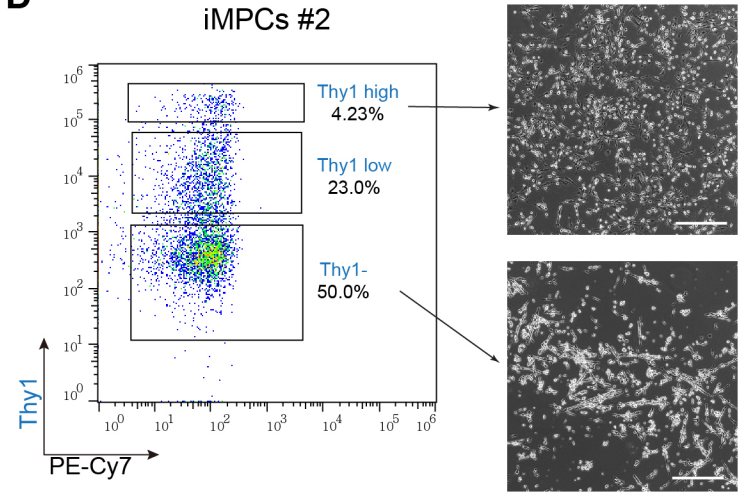 D
iMPCs #2
10^6
10^5
10^4
10^3
10^2
10^1
10^0
Thy1 high
4.23%
Thy1 low
23.0%
Thy1-
50.0%
10^0 10^1 10^2 10^3 10^4 10^5 10^6
Thy1
PE-Cy7